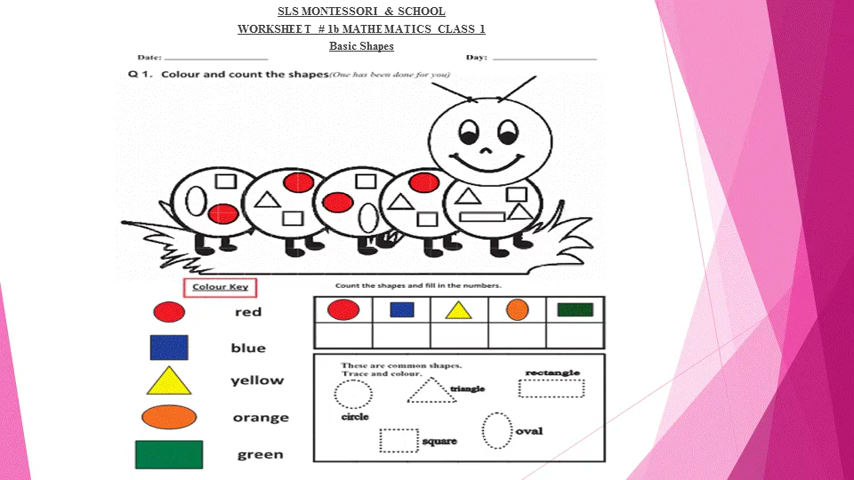 SLS MONTESSORI & SCHOOL
WORKSHEET # 1b MATHEMATICS CLASS 1
Basic Shapes
Date: ____________ Day: ____________
Q 1. Colour and count the shapes(One has been done for you)
Colour Key
Count the shapes and fill in the numbers.
red
blue
yellow
orange
green
These are common shapes.
Trace and colour.
rectangle
triangle
circle
square
oval